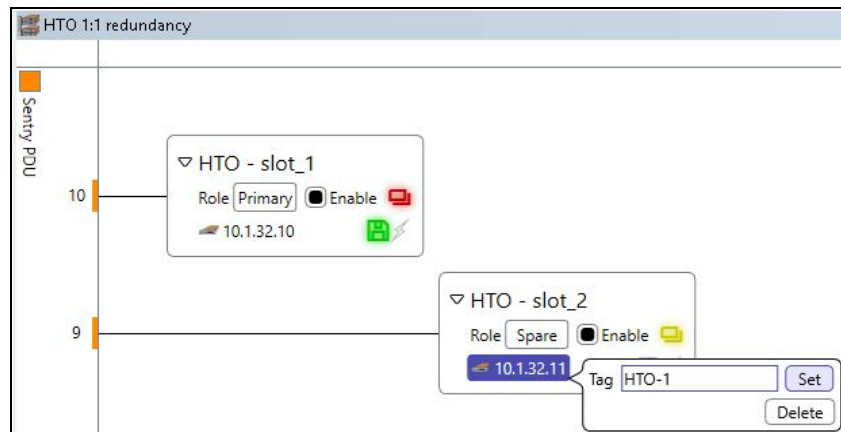 HTO 1:1 redundancy
Sentry PDU
HTO - slot_1
10
Role Primary Enable
10.1.32.10
HTO - slot_2
9
Role Spare Enable
10.1.32.11
Tag HTO-1 Set
Delete